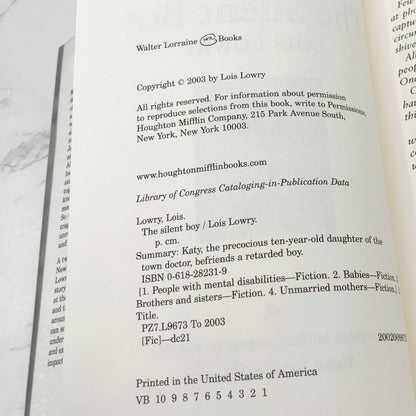 Walter Lorraine Books
Copyright © 2003 by Lois Lowry
All rights reserved. For information about permission
to reproduce selections from this book, write to Permissions,
Houghton Mifflin Company, 215 Park Avenue South,
New York, New York 10003.
www.houghtonmifflinbooks.com
Library of Congress Cataloging-in-Publication Data
Lowry, Lois.
The silent boy / Lois Lowry.
p. cm.
Summary: Katy, the precocious ten-year-old daughter of the
town doctor, befriends a retarded boy.
ISBN 0-618-28231-9
[1. People with mental disabilities—Fiction. 2. Babies—Fiction.
Brothers and sisters—Fiction. 4. Unmarried mothers—Fiction.]
Title.
PZ7.L9673 To 2003
[Fic]—dc21
Printed in the United States of America
VB 10 9 8 7 6 5 4 3 2 1